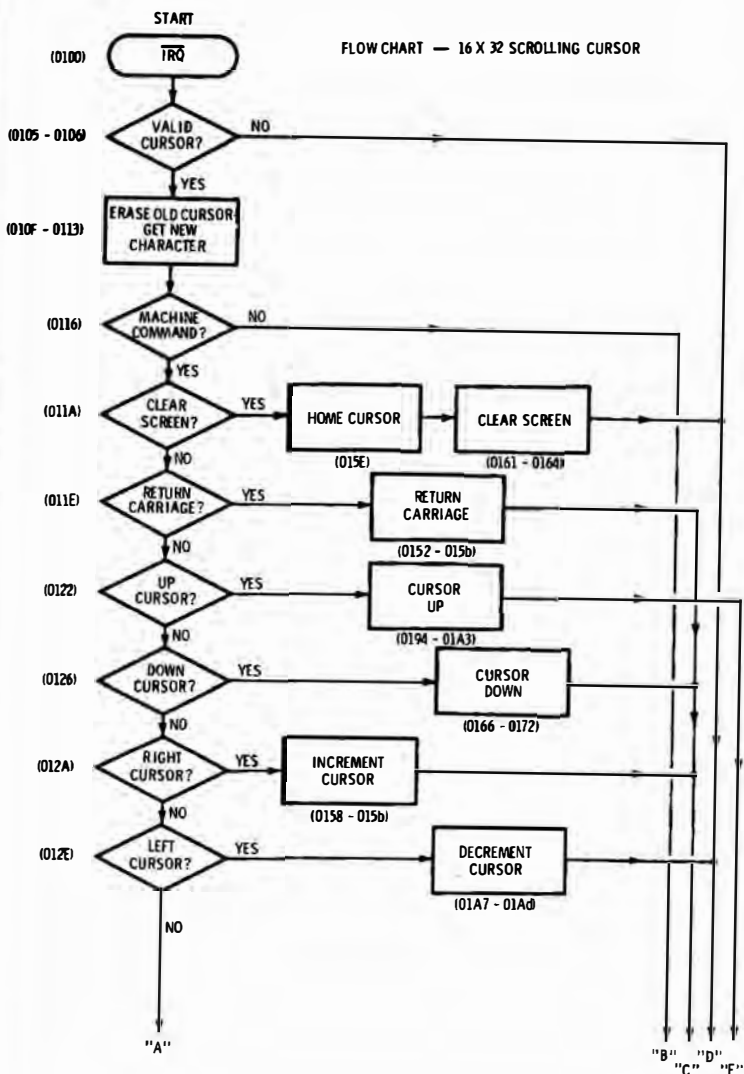 START
FLOW CHART — 16 X 32 SCROLLING CURSOR
(0100)
IRQ
(0105 - 0106)
VALID
CURSOR?
NO
YES
(010F - 0113)
ERASE OLD CURSOR-
GET NEW
CHARACTER
(0116)
MACHINE
COMMAND?
NO
YES
(011A)
CLEAR
SCREEN?
YES
HOME CURSOR
(015E)
CLEAR SCREEN
(0161 - 0164)
NO
(011E)
RETURN
CARRIAGE?
YES
RETURN
CARRIAGE
(0152 - 015b)
NO
(0122)
UP
CURSOR?
YES
CURSOR
UP
(0194 - 01A3)
NO
(0126)
DOWN
CURSOR?
YES
CURSOR
DOWN
(0166 - 0172)
NO
(012A)
RIGHT
CURSOR?
YES
INCREMENT
CURSOR
(0158 - 015b)
NO
(012E)
LEFT
CURSOR?
YES
DECREMENT
CURSOR
(01A7 - 01Ad)
NO
"A"
"B"
"C"
"D"
"E"